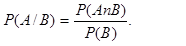 P(A/B) = P(AnB) / P(B).